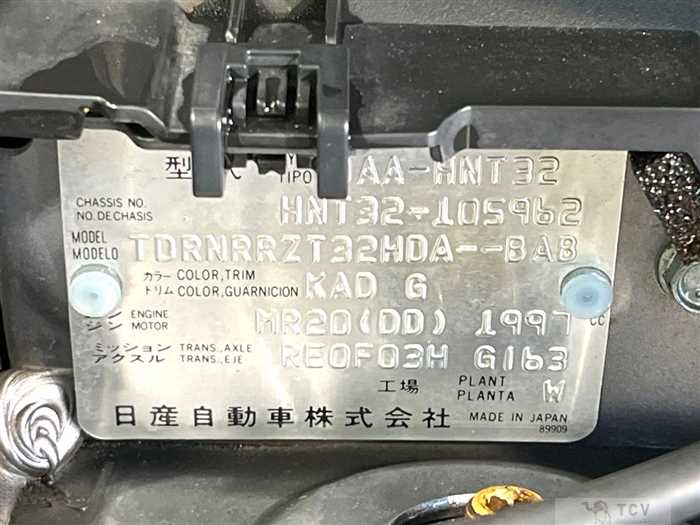 型 式 TIPO AA-HNT32
CHASSIS NO. HNT32-105962
NO.DE CHASIS
MODEL TDRNRRZT32HDA--BAB
MODELO
カラー COLOR,TRIM KAD G
トリム COLOR,GUARNICION
ENGINE MR20(DD) 1997 CC
ジン MOTOR
ミッション TRANS.,AXLE RE0F03H G163
アクスル TRANS.,EJE
工場 PLANT W
PLANTA
日産自動車株式会社 MADE IN JAPAN
89909
TCV